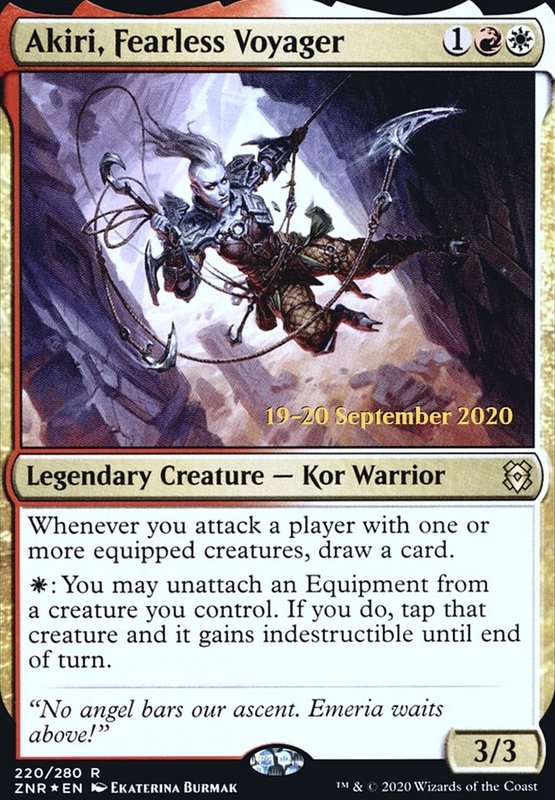 Akiri, Fearless Voyager 1
19-20 September 2020
Legendary Creature — Kor Warrior
Whenever you attack a player with one or
more equipped creatures, draw a card.
: You may unattach an Equipment from
a creature you control. If you do, tap that
creature and it gains indestructible until end
of turn.
“No angel bars our ascent. Emeria waits
above!”
3/3
220/280 R
ZNR ★ EN Ekaterina Burmak
™ & © 2020 Wizards of the Coast